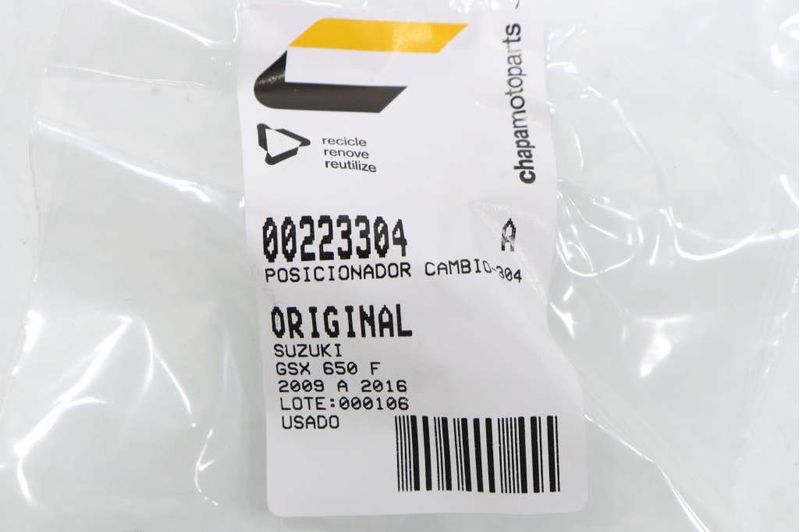 chapamotoparts
recicle
renove
reutilize
00223304 A
POSICIONADOR CAMBIO-304
ORIGINAL
SUZUKI
GSX 650 F
2009 A 2016
LOTE:000106
USADO